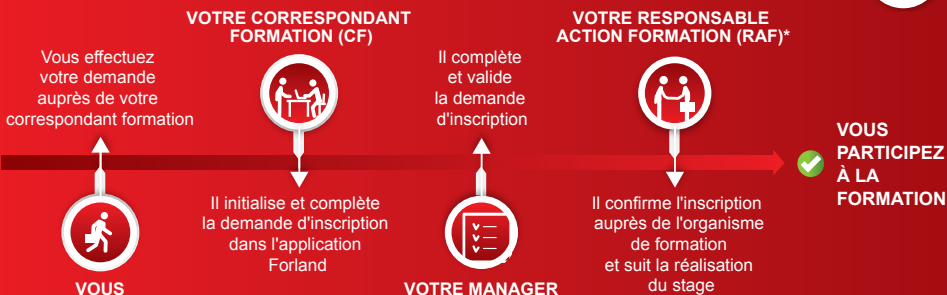 Vous effectuez
votre demande
auprès de votre
correspondant formation
VOUS
VOTRE CORRESPONDANT
FORMATION (CF)
Il initialise et complète
la demande d'inscription
dans l'application
Forland
Il complète
et valide
la demande
d'inscription
VOTRE MANAGER
VOTRE RESPONSABLE
ACTION FORMATION (RAF)*
Il confirme l'inscription
auprès de l'organisme
de formation
et suit la réalisation
du stage
VOUS
PARTICIPEZ
À LA
FORMATION